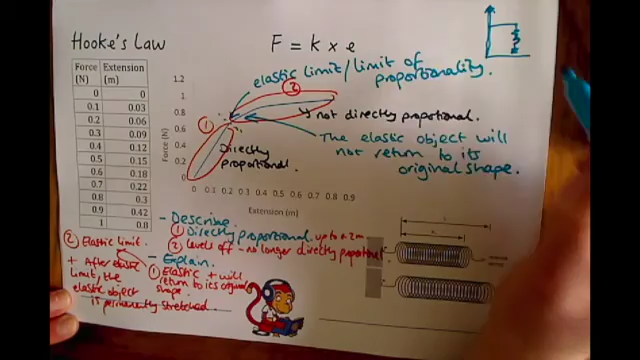 Hooke's Law
F = k x e
Force (N) Extension (m)
0 0
0.1 0.03
0.2 0.06
0.3 0.09
0.4 0.12
0.5 0.15
0.6 0.18
0.7 0.22
0.8 0.3
0.9 0.42
1 0.8
elastic limit/limit of
proportionality.
Force (N)
1.2
1
0.8
0.6
0.4
0.2
0
0 0.1 0.2 0.3 0.4 0.5 0.6 0.7 0.8 0.9
Extension (m)
①
②
Directly
proportional.
not directly proportional.
The elastic object will
not return to its
original shape.
- Describe
① Directly proportional up to 0.2m
② Levels off - no longer directly proportional
- Explain
① Elastic + will
return to its original
shape.
② Elastic limit.
+ After elastic
limit, the
elastic object
is permanently stretched.